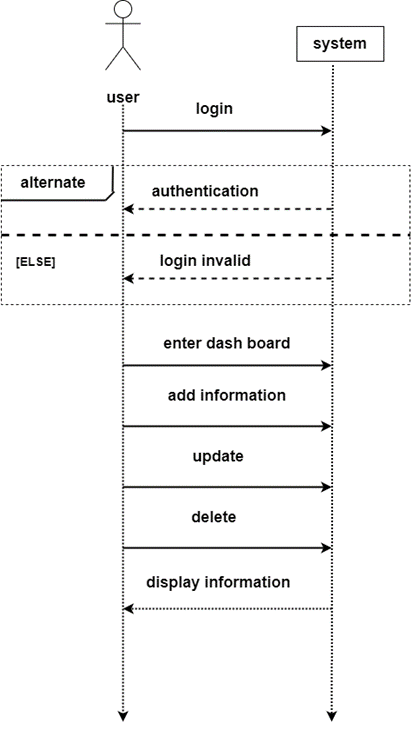 system
user
login
alternate
authentication
[ELSE]
login invalid
enter dash board
add information
update
delete
display information